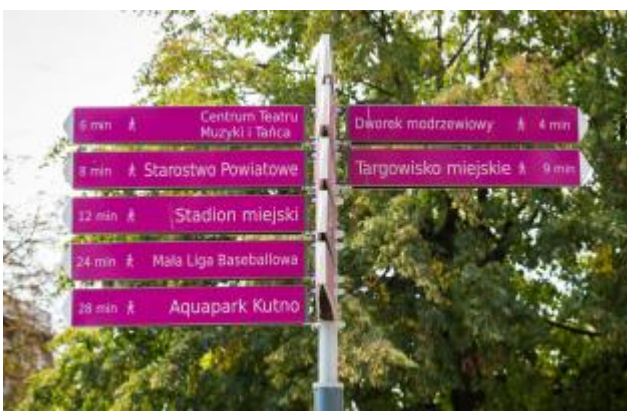 6 min Centrum Teatru
Muzyki i Tańca
8 min Starostwo Powiatowe
12 min Stadion miejski
24 min Mała Liga Baseballowa
28 min Aquapark Kutno
Dworek modrzewiowy 4 min
Targowisko miejskie 9 min